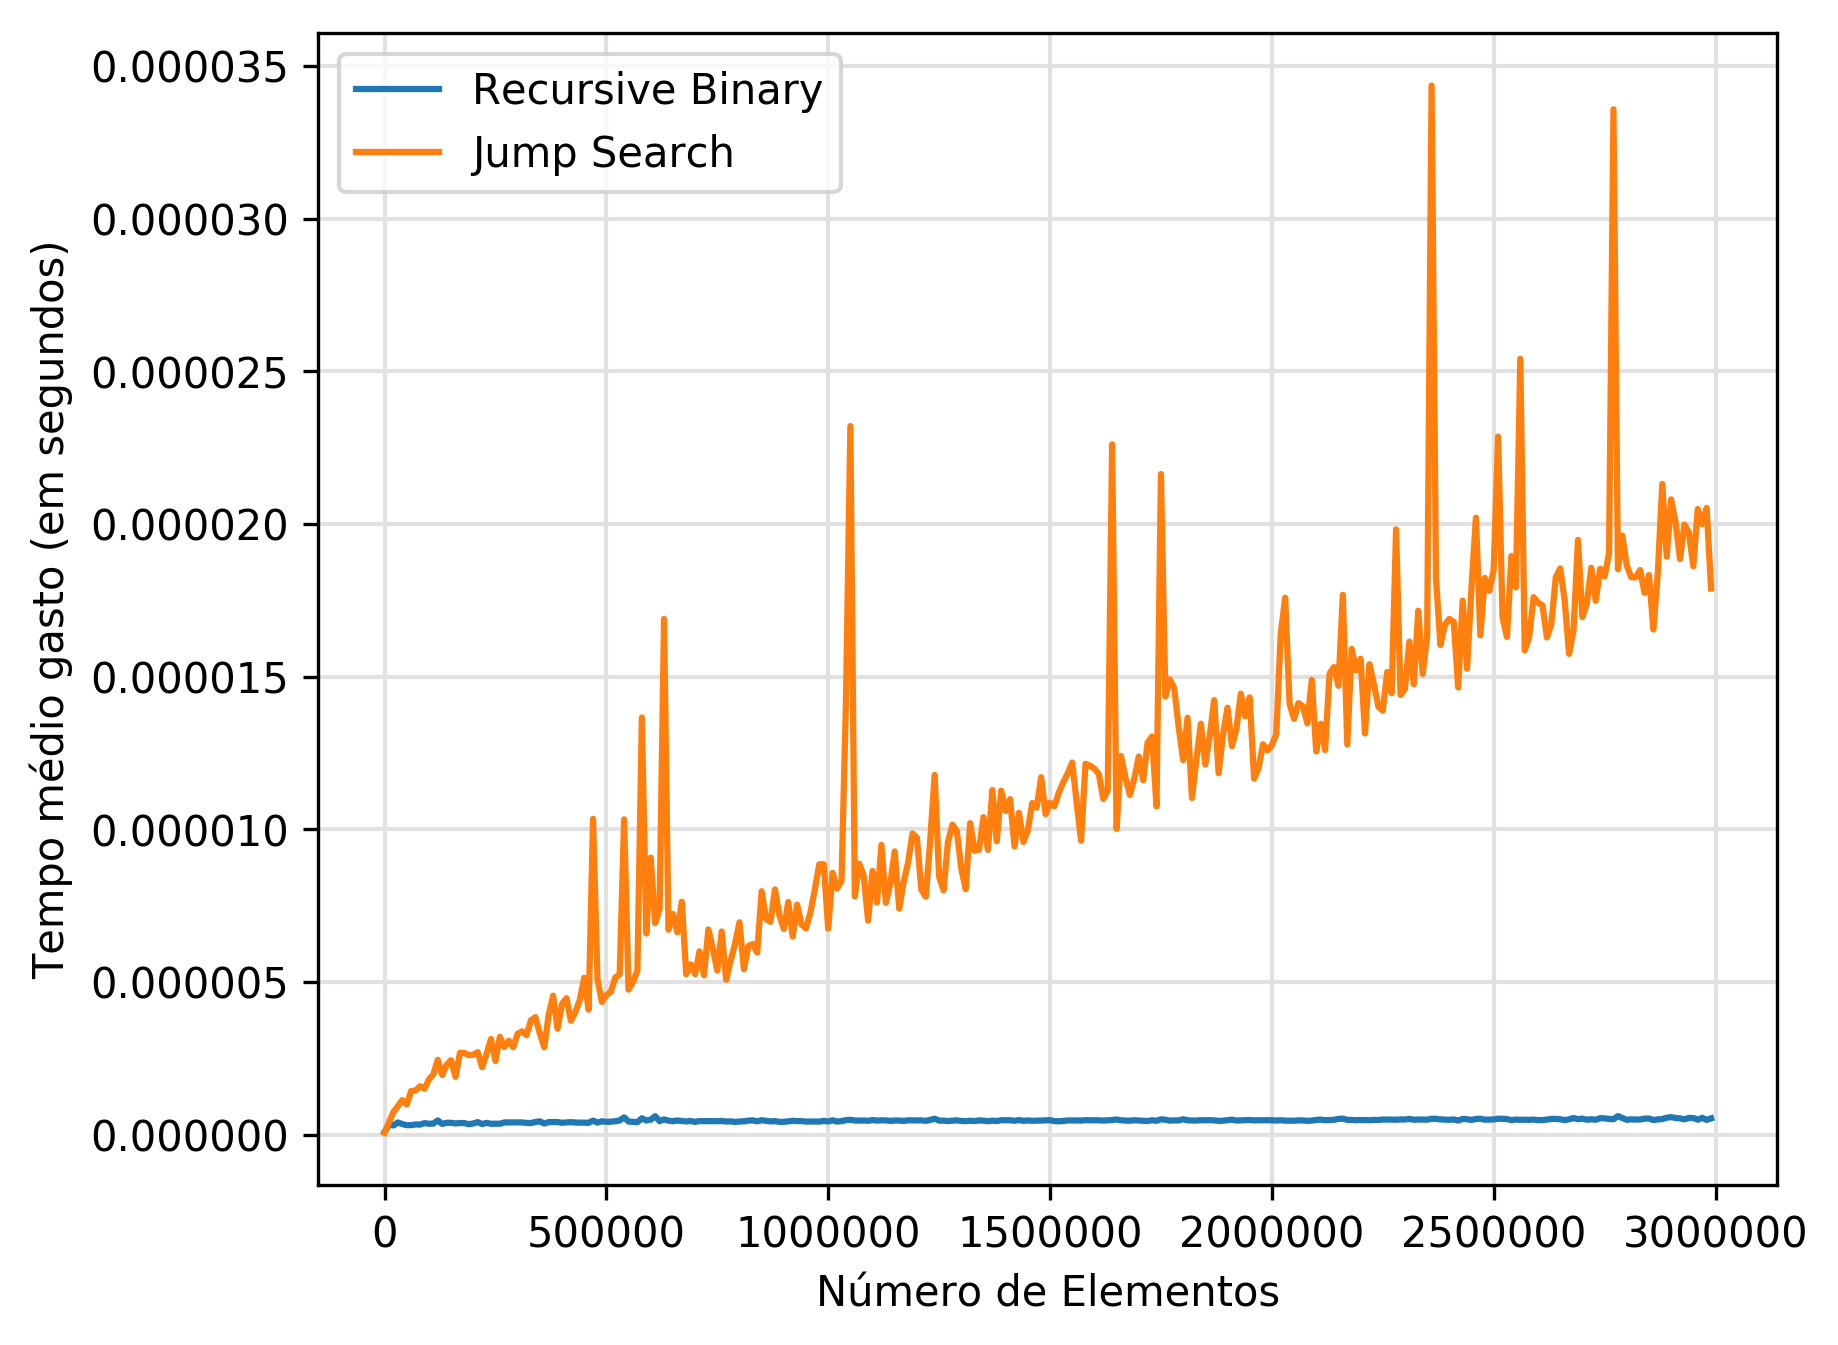 0.000035
0.000030
0.000025
0.000020
0.000015
0.000010
0.000005
0.000000
Recursive Binary
Jump Search
Tempo médio gasto (em segundos)
0 500000 1000000 1500000 2000000 2500000 3000000
Número de Elementos